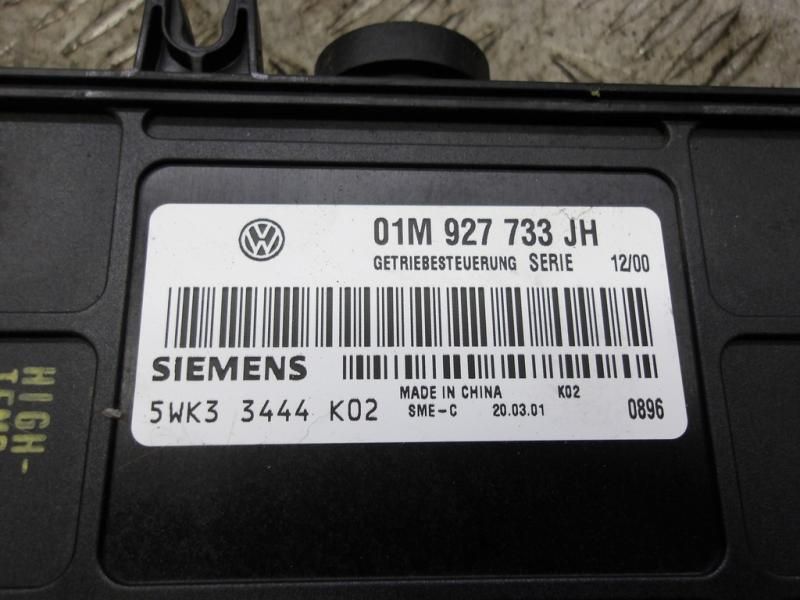 01M 927 733 JH
GETRIEBESTEUERUNG SERIE 12/00
SIEMENS
MADE IN CHINA K02
5WK3 3444 K02 SME-C 20.03.01 0896
HIGH-